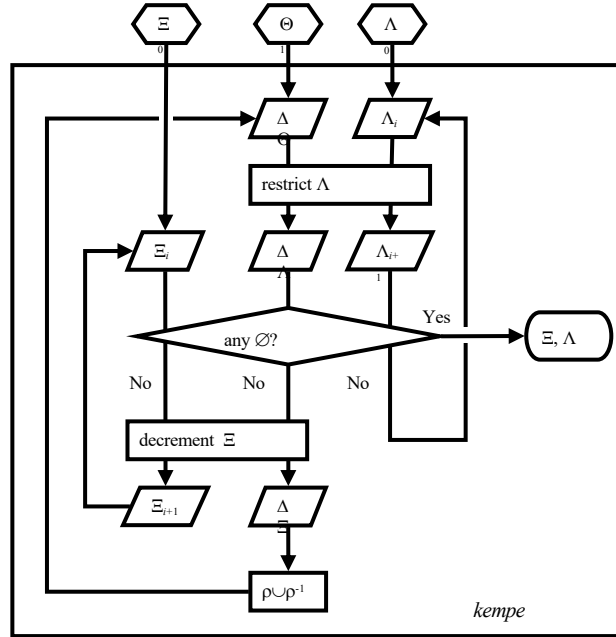 Ξ Θ Λ
0 1 0
Δ Λi
Θ
restrict Λ
Ξi Δ Λi+
Λ 1
Yes
any ∅? Ξ, Λ
No No No
decrement Ξ
Ξi+1 Δ
Ξ
ρ∪ρ-1
kempe